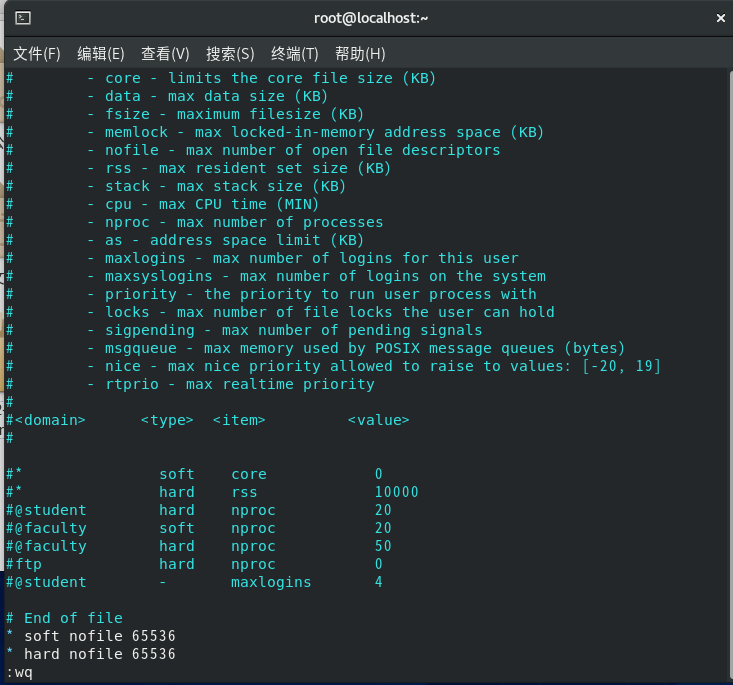 root@localhost:~
文件(F) 编辑(E) 查看(V) 搜索(S) 终端(T) 帮助(H)
#        - core - limits the core file size (KB)
#        - data - max data size (KB)
#        - fsize - maximum filesize (KB)
#        - memlock - max locked-in-memory address space (KB)
#        - nofile - max number of open file descriptors
#        - rss - max resident set size (KB)
#        - stack - max stack size (KB)
#        - cpu - max CPU time (MIN)
#        - nproc - max number of processes
#        - as - address space limit (KB)
#        - maxlogins - max number of logins for this user
#        - maxsyslogins - max number of logins on the system
#        - priority - the priority to run user process with
#        - locks - max number of file locks the user can hold
#        - sigpending - max number of pending signals
#        - msgqueue - max memory used by POSIX message queues (bytes)
#        - nice - max nice priority allowed to raise to values: [-20, 19]
#        - rtprio - max realtime priority
#
#<domain>      <type>  <item>         <value>
#
#*               soft    core            0
#*               hard    rss             10000
#@student        hard    nproc           20
#@faculty        soft    nproc           20
#@faculty        hard    nproc           50
#ftp             hard    nproc           0
#@student        -       maxlogins       4
# End of file
* soft nofile 65536
* hard nofile 65536
:wq